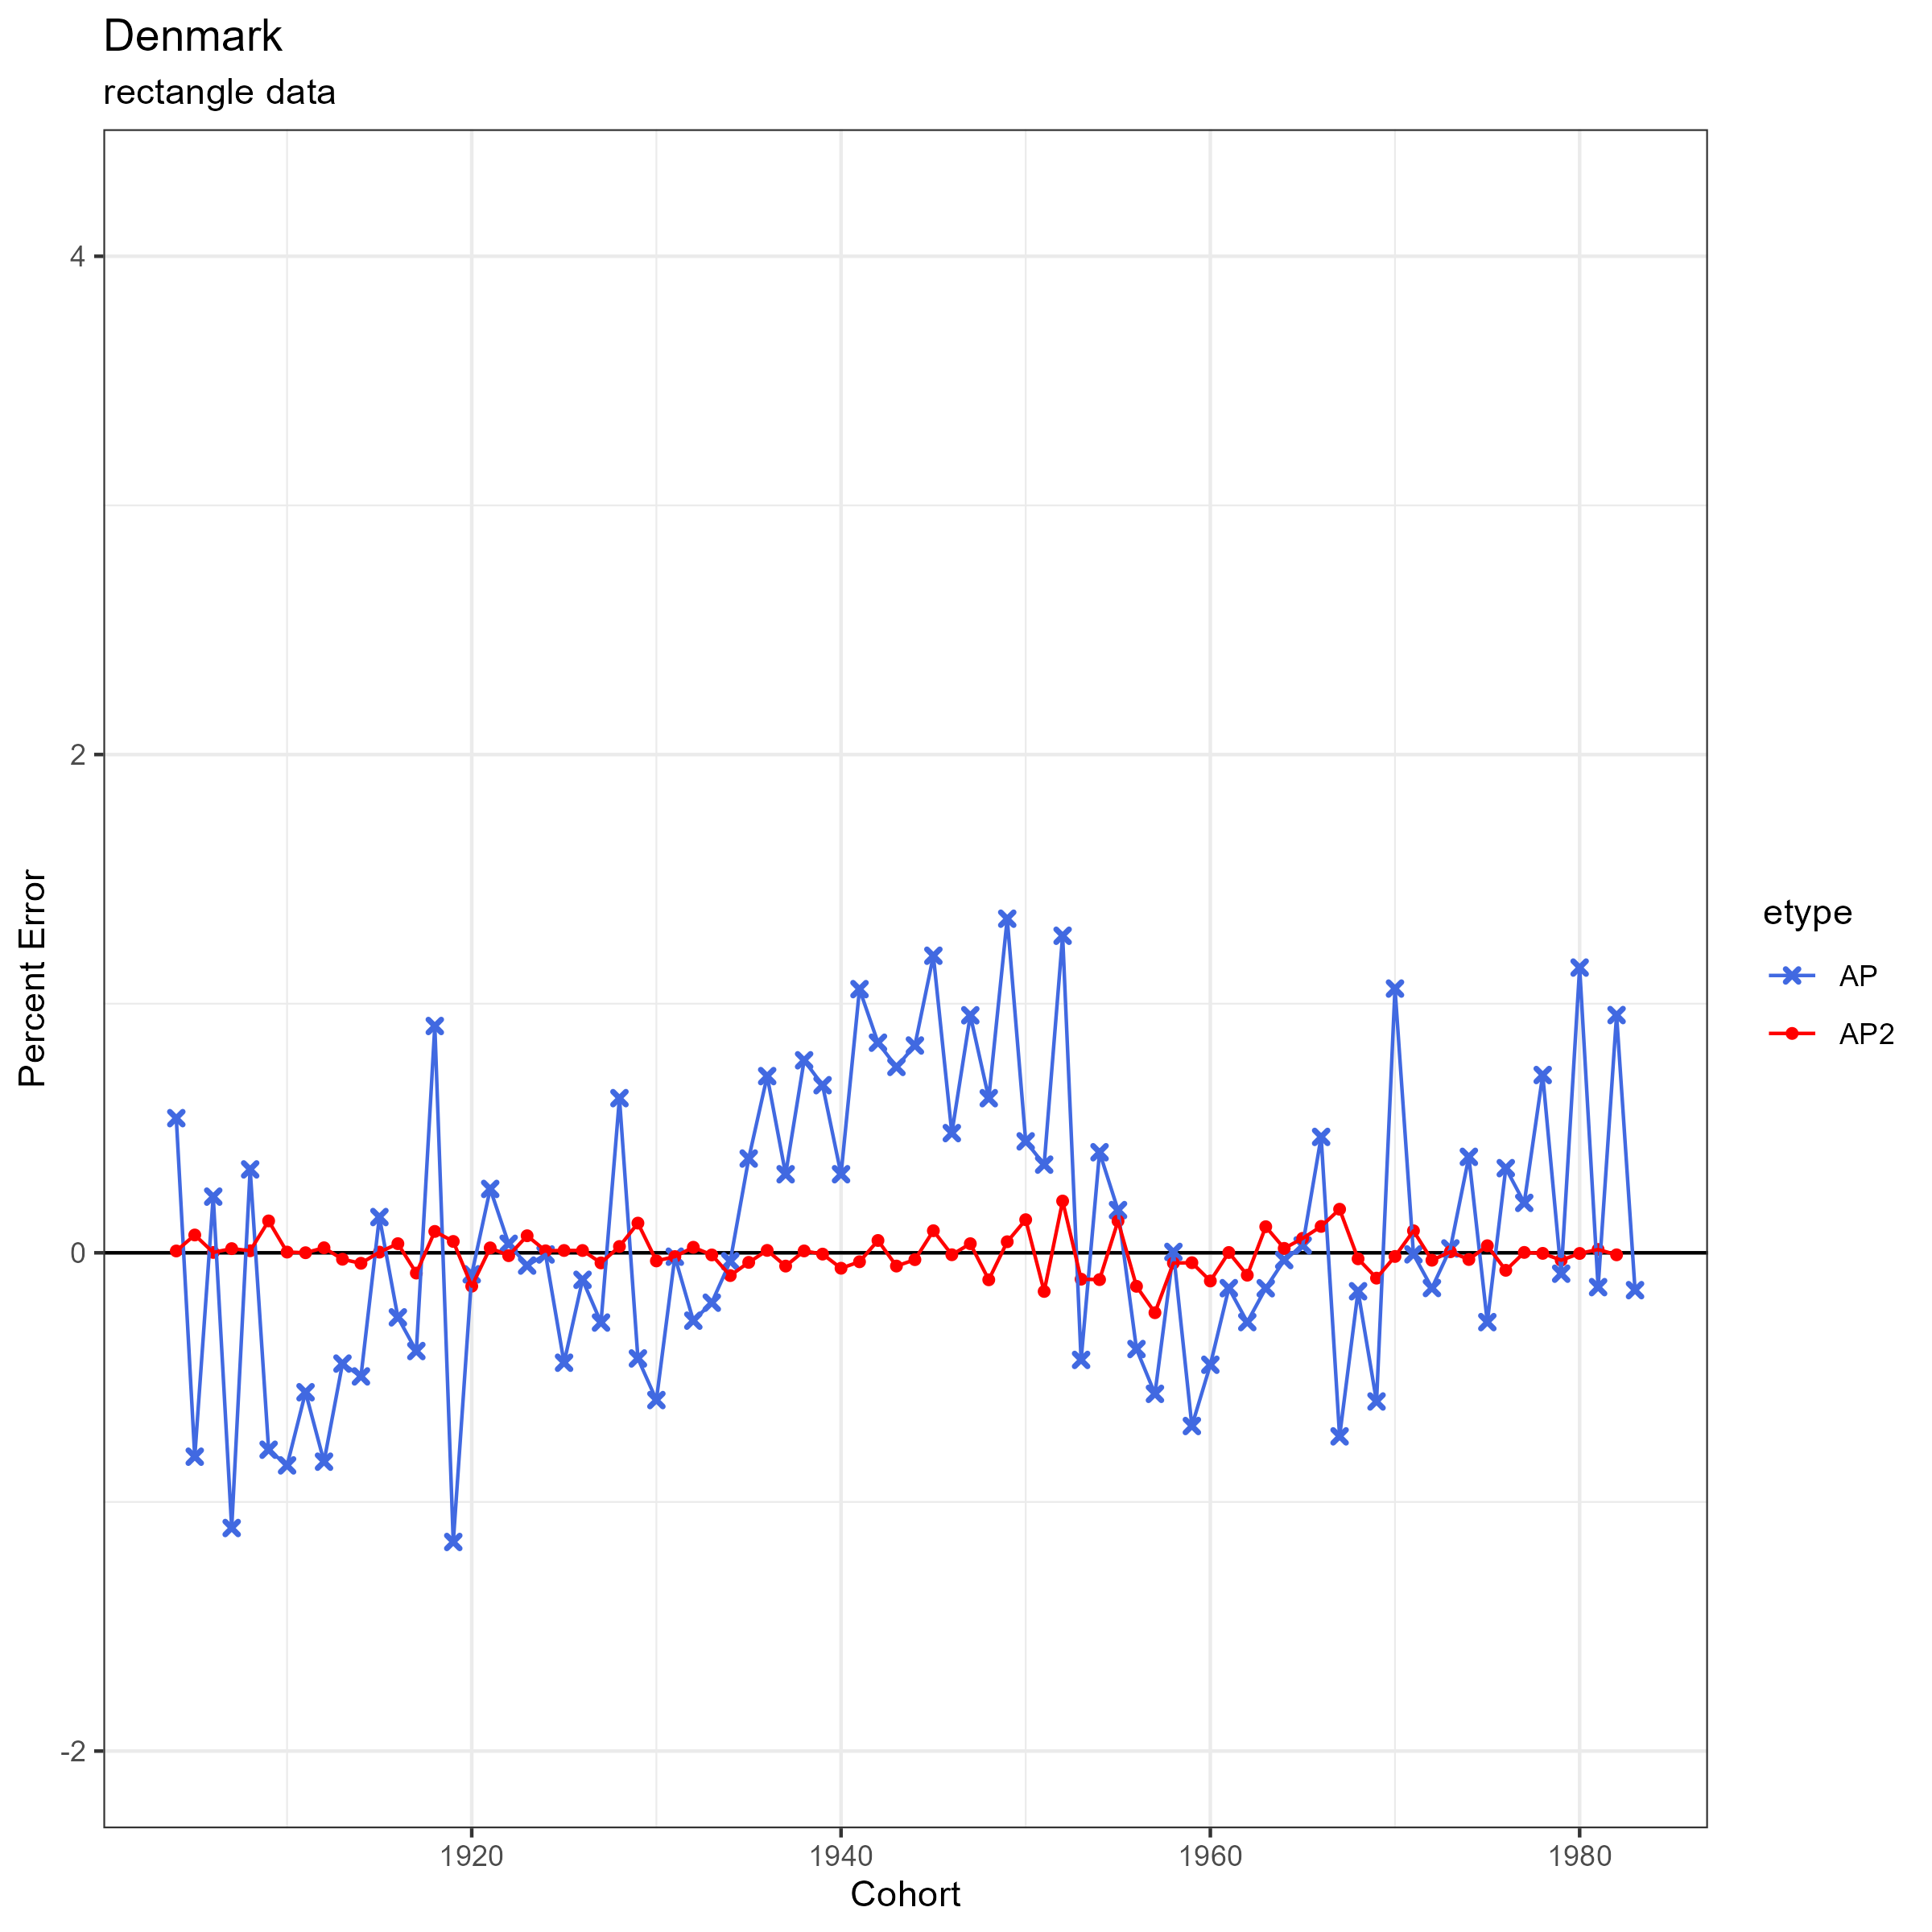 Denmark
rectangle data
Percent Error
4
2
0
-2
1920
1940
1960
1980
Cohort
etype
AP
AP2